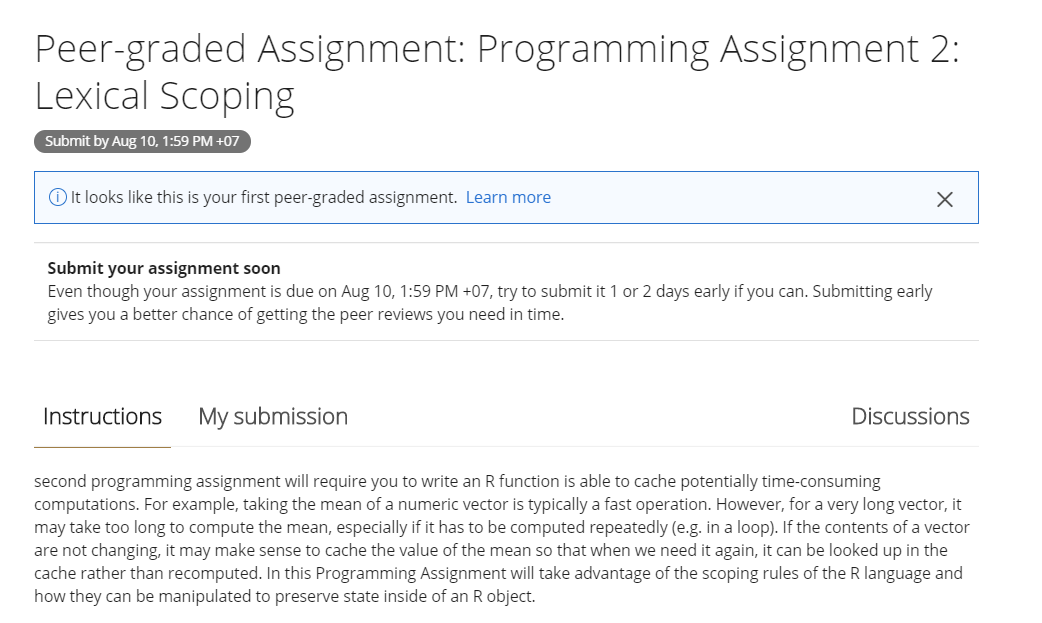 Peer-graded Assignment: Programming Assignment 2:
Lexical Scoping
Submit by Aug 10, 1:59 PM +07
It looks like this is your first peer-graded assignment. Learn more
Submit your assignment soon
Even though your assignment is due on Aug 10, 1:59 PM +07, try to submit it 1 or 2 days early if you can. Submitting early
gives you a better chance of getting the peer reviews you need in time.
Instructions My submission Discussions
second programming assignment will require you to write an R function is able to cache potentially time-consuming
computations. For example, taking the mean of a numeric vector is typically a fast operation. However, for a very long vector, it
may take too long to compute the mean, especially if it has to be computed repeatedly (e.g. in a loop). If the contents of a vector
are not changing, it may make sense to cache the value of the mean so that when we need it again, it can be looked up in the
cache rather than recomputed. In this Programming Assignment will take advantage of the scoping rules of the R language and
how they can be manipulated to preserve state inside of an R object.